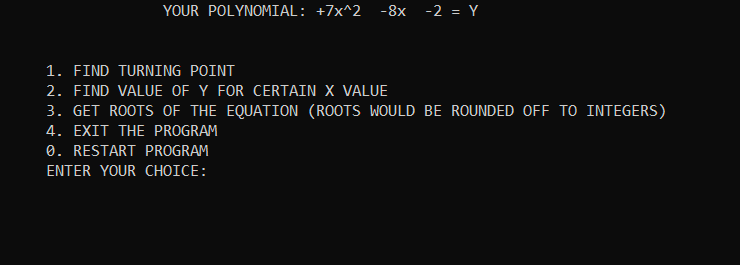 YOUR POLYNOMIAL: +7x^2  -8x  -2 = Y
1. FIND TURNING POINT
2. FIND VALUE OF Y FOR CERTAIN X VALUE
3. GET ROOTS OF THE EQUATION (ROOTS WOULD BE ROUNDED OFF TO INTEGERS)
4. EXIT THE PROGRAM
0. RESTART PROGRAM
ENTER YOUR CHOICE: